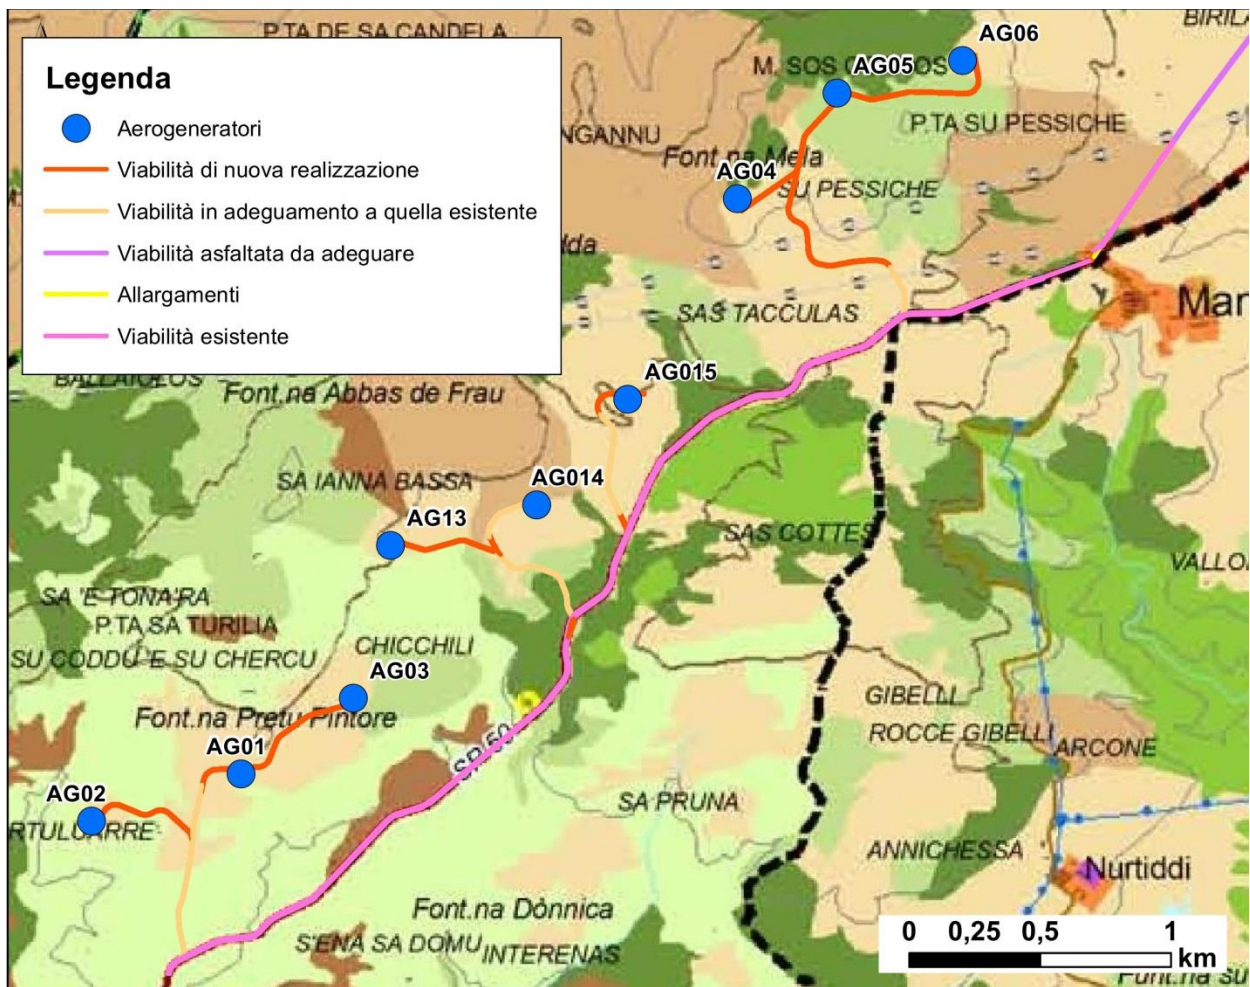 P.TA DE SA CANDELA
Legenda
Aerogeneratori
Viabilità di nuova realizzazione
Viabilità in adeguamento a quella esistente
Viabilità asfaltata da adeguare
Allargamenti
Viabilità esistente
AG06
AG05
M. SOS
P.TA SU PESSICHE
Font.na Mela
AG04
SU PESSICHE
SAS TACCULAS
Mar
AG015
Font.na Abbas de Frau
SA IANNA BASSA
AG014
AG13
SAS COTTES
SA 'E TONA'RA
P.TA SA TURILIA
SU CODDU 'E SU CHERCU
CHICCHILI
AG03
GIBELLI
Font.na Pretu Pintore
ROCCE GIBELLI
ARCONE
AG01
SP 50
AG02
SA PRUNA
ANNICHESSA
Nurtiddi
Font.na Dònnica
S'ENA SA DOMU
INTERENAS
0 0,25 0,5 1
km